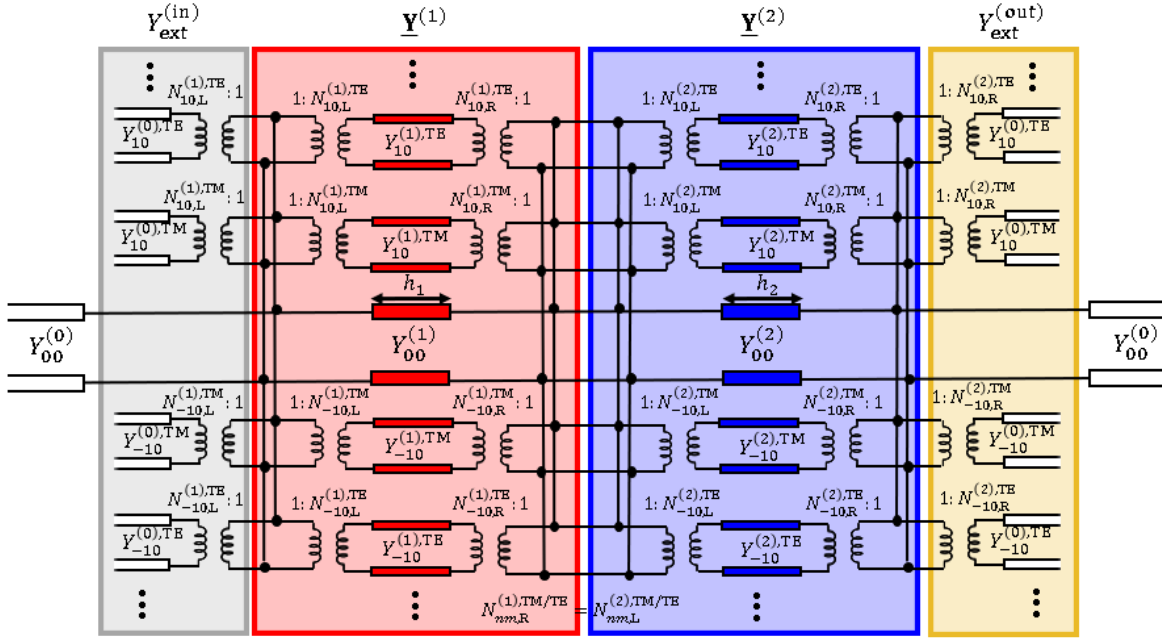 Y_ext^(in) Y̲^(1) Y̲^(2) Y_ext^(out)
N_10,L^(1),TE : 1 1: N_10,L^(1),TE N_10,R^(1),TE : 1 1: N_10,L^(2),TE N_10,R^(2),TE : 1 1: N_10,R^(2),TE
Y_10^(0),TE Y_10^(1),TE Y_10^(2),TE Y_10^(0),TE
N_10,L^(1),TM : 1 1: N_10,L^(1),TM N_10,R^(1),TM : 1 1: N_10,L^(2),TM N_10,R^(2),TM : 1 1: N_10,R^(2),TM
Y_10^(0),TM Y_10^(1),TM Y_10^(2),TM Y_10^(0),TM
h_1 h_2
Y_00^(0) Y_00^(1) Y_00^(2) Y_00^(0)
N_-10,L^(1),TM : 1 1: N_-10,L^(1),TM N_-10,R^(1),TM : 1 1: N_-10,L^(2),TM N_-10,R^(2),TM : 1 1: N_-10,R^(2),TM
Y_-10^(0),TM Y_-10^(1),TM Y_-10^(2),TM Y_-10^(0),TM
N_-10,L^(1),TE : 1 1: N_-10,L^(1),TE N_-10,R^(1),TE : 1 1: N_-10,L^(2),TE N_-10,R^(2),TE : 1 1: N_-10,R^(2),TE
Y_-10^(0),TE Y_-10^(1),TE Y_-10^(2),TE Y_-10^(0),TE
N_nm,R^(1),TM/TE = N_nm,L^(2),TM/TE